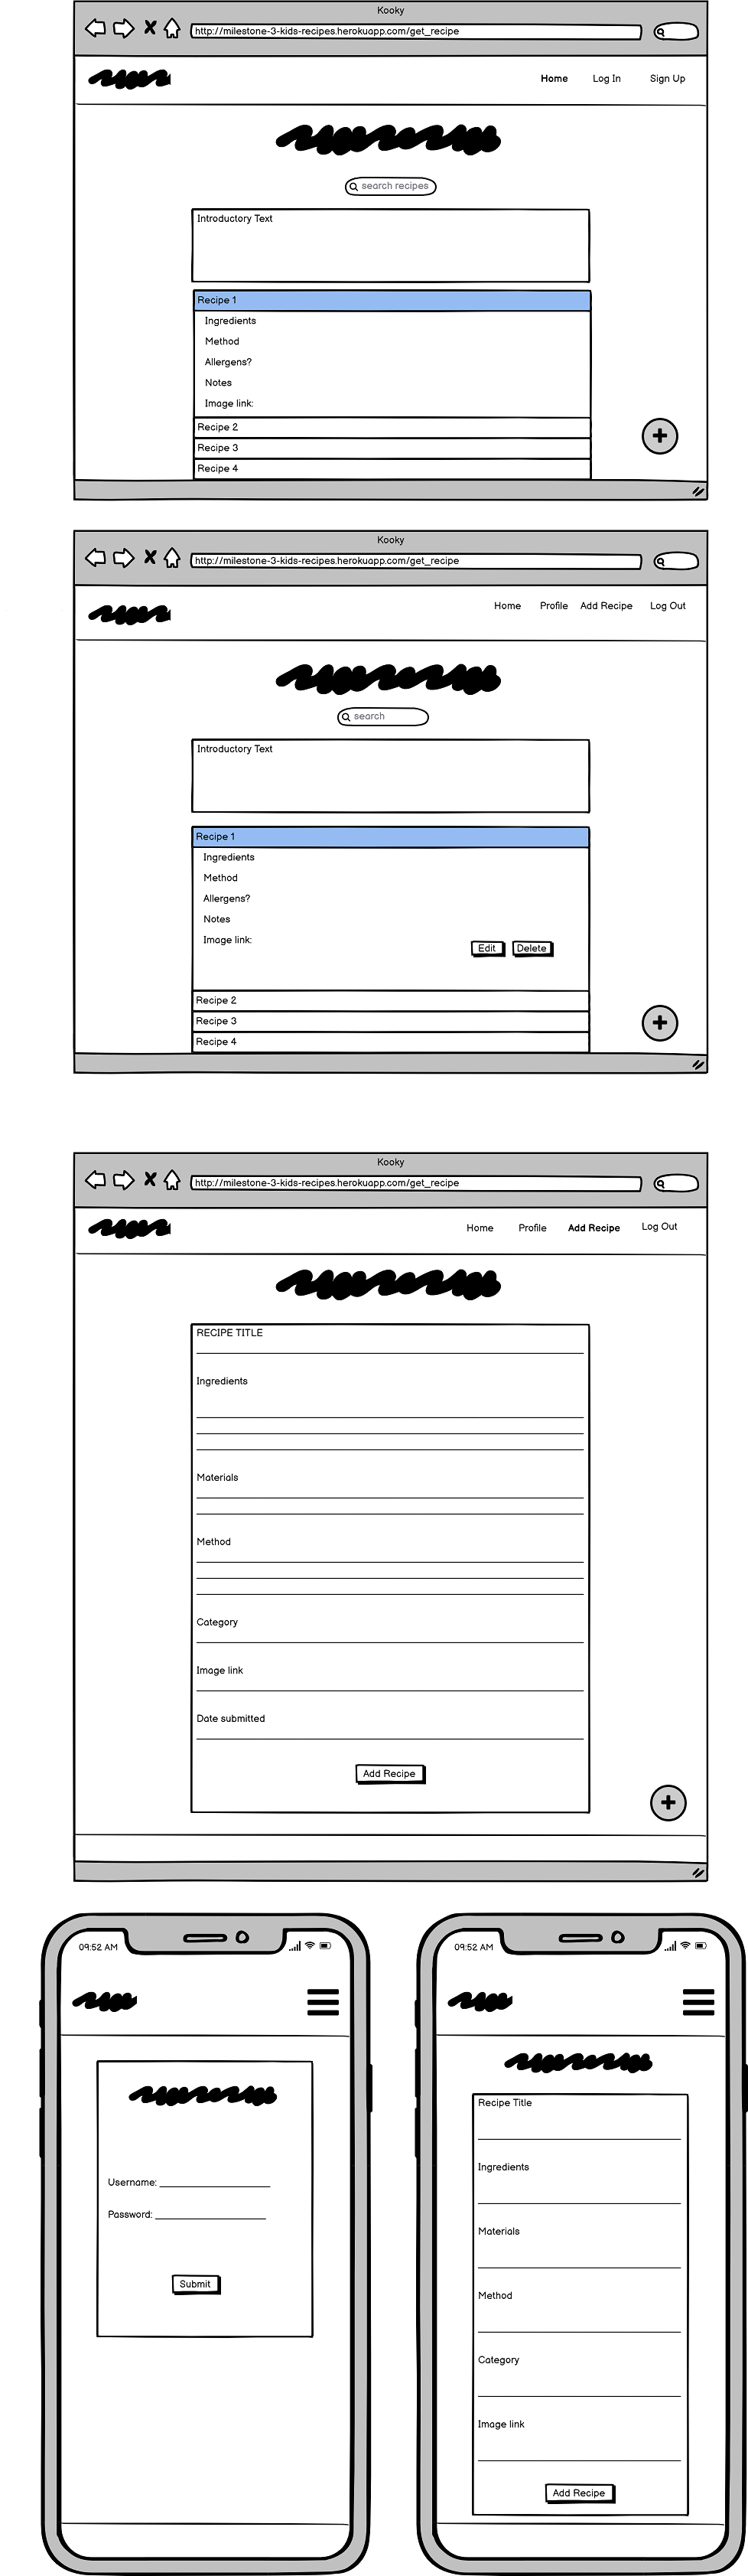 Kooky
http://milestone-3-kids-recipes.herokuapp.com/get_recipe
Home Log In Sign Up
search recipes
Introductory Text
Recipe 1
Ingredients
Method
Allergens?
Notes
Image link:
Recipe 2
Recipe 3
Recipe 4
Kooky
http://milestone-3-kids-recipes.herokuapp.com/get_recipe
Home Profile Add Recipe Log Out
search
Introductory Text
Recipe 1
Ingredients
Method
Allergens?
Notes
Image link:
Edit Delete
Recipe 2
Recipe 3
Recipe 4
Kooky
http://milestone-3-kids-recipes.herokuapp.com/get_recipe
Home Profile Add Recipe Log Out
RECIPE TITLE
Ingredients
Materials
Method
Category
Image link
Date submitted
Add Recipe
09:52 AM
Username:
Password:
Submit
09:52 AM
Recipe Title
Ingredients
Materials
Method
Category
Image link
Add Recipe